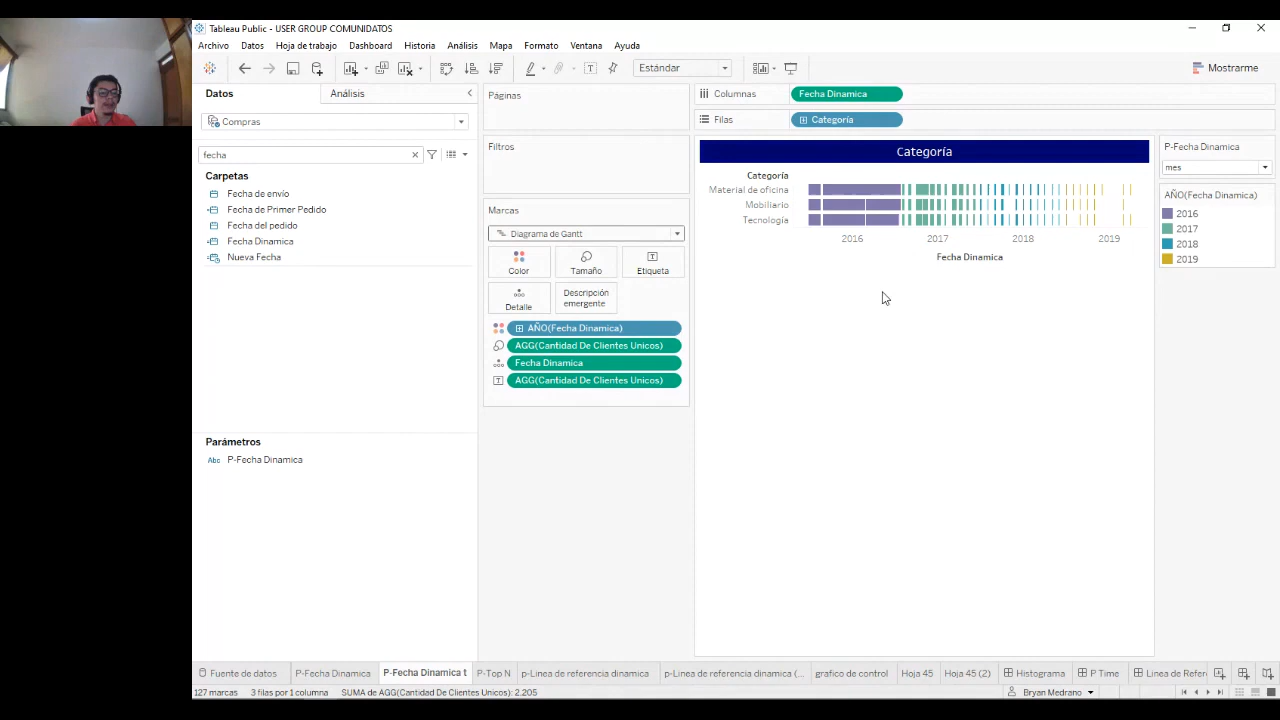 Tableau Public - USER GROUP COMUNIDATOS
Archivo Datos Hoja de trabajo Dashboard Historia Análisis Mapa Formato Ventana Ayuda
Estándar
Mostrarme
Datos
Análisis
Compras
fecha
Carpetas
Fecha de envío
Fecha de Primer Pedido
Fecha del pedido
Fecha Dinamica
Nueva Fecha
Parámetros
Abc P-Fecha Dinamica
Páginas
Filtros
Marcas
Diagrama de Gantt
Color
Tamaño
Etiqueta
Detalle
Descripción
emergente
AÑO(Fecha Dinamica)
AGG(Cantidad De Clientes Unicos)
Fecha Dinamica
T AGG(Cantidad De Clientes Unicos)
Columnas
Fecha Dinamica
Filas
Categoría
Categoría
Categoría
Material de oficina
Mobiliario
Tecnología
2016 2017 2018 2019
Fecha Dinamica
P-Fecha Dinamica
mes
AÑO(Fecha Dinamica)
2016
2017
2018
2019
Fuente de datos P-Fecha Dinamica P-Fecha Dinamica t P-Top N p-Linea de referencia dinamica p-Linea de referencia dinamica (... grafico de control Hoja 45 Hoja 45 (2) Histograma P Time Linea de Refer
127 marcas 3 filas por 1 columna SUMA de AGG(Cantidad De Clientes Unicos): 2.205
Bryan Medrano